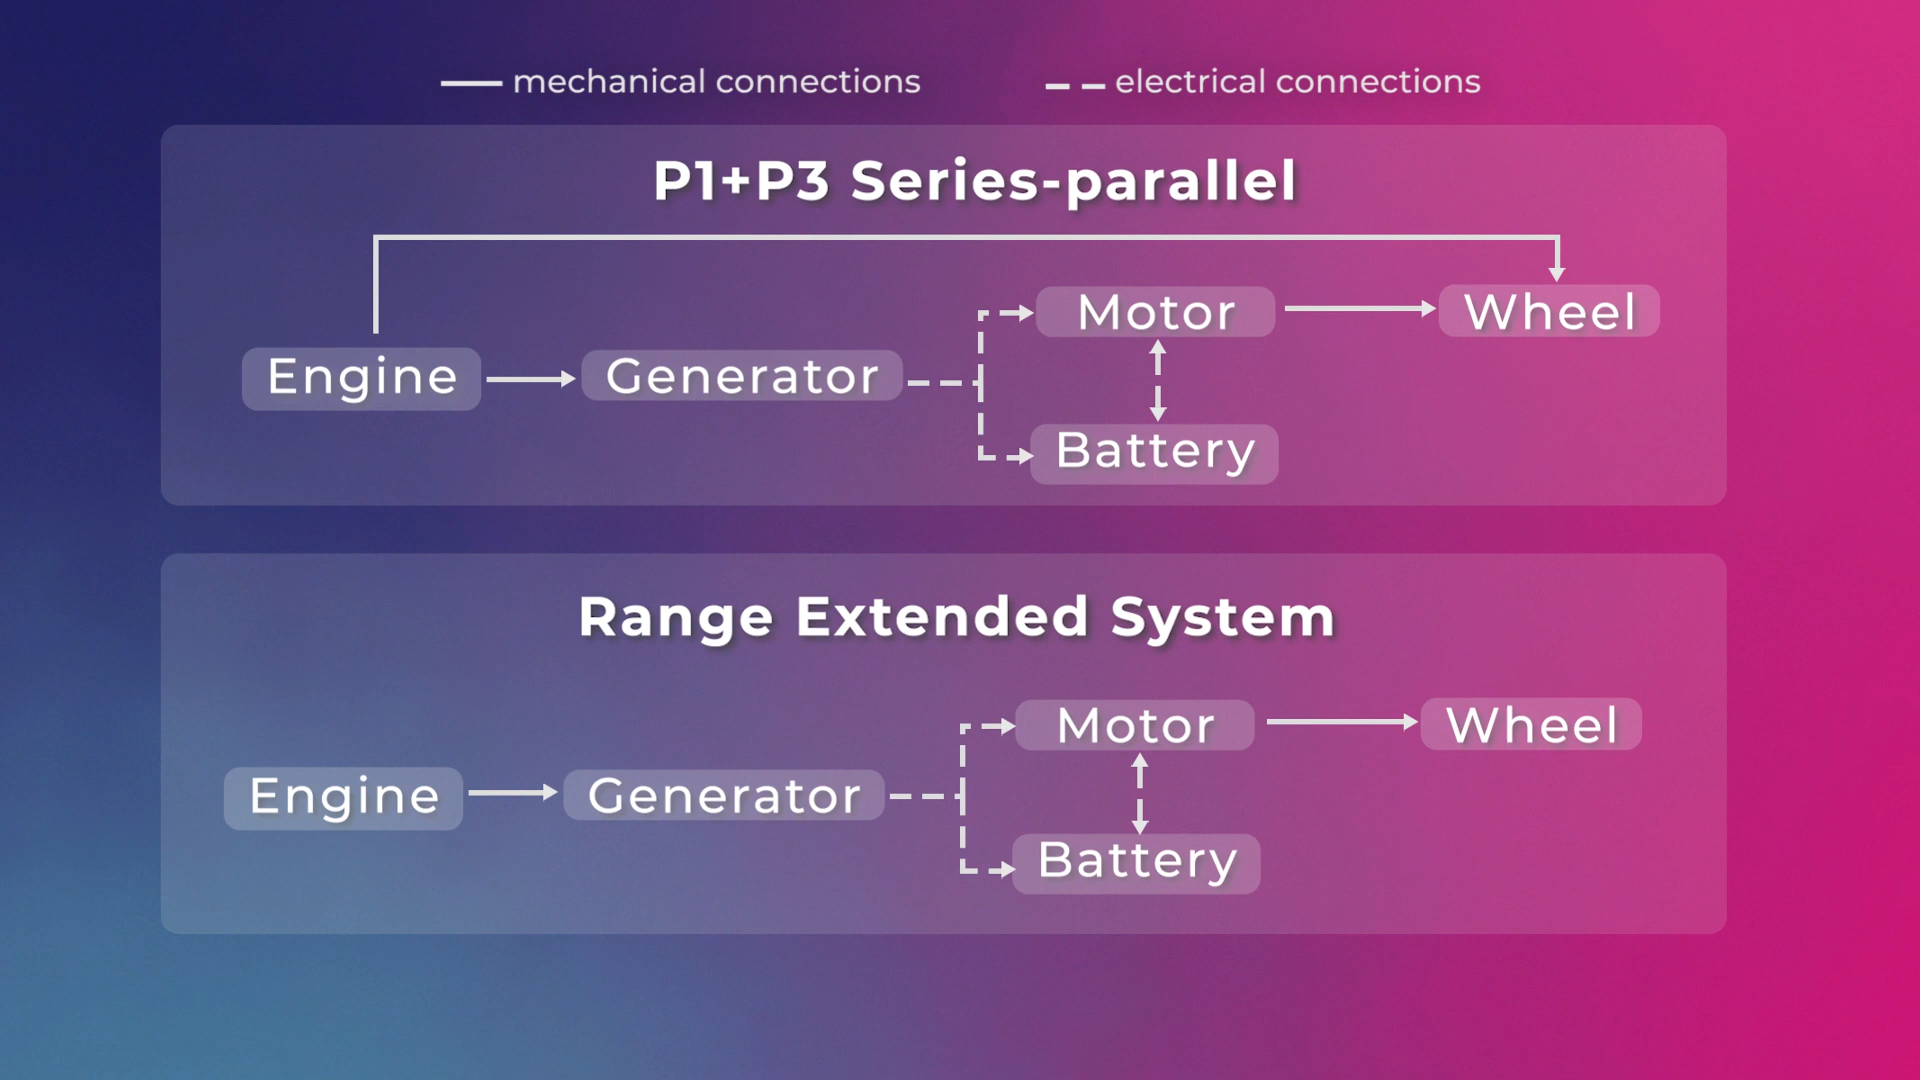 mechanical connections
electrical connections
P1+P3 Series-parallel
Motor
Wheel
Engine
Generator
Battery
Range Extended System
Motor
Wheel
Engine
Generator
Battery